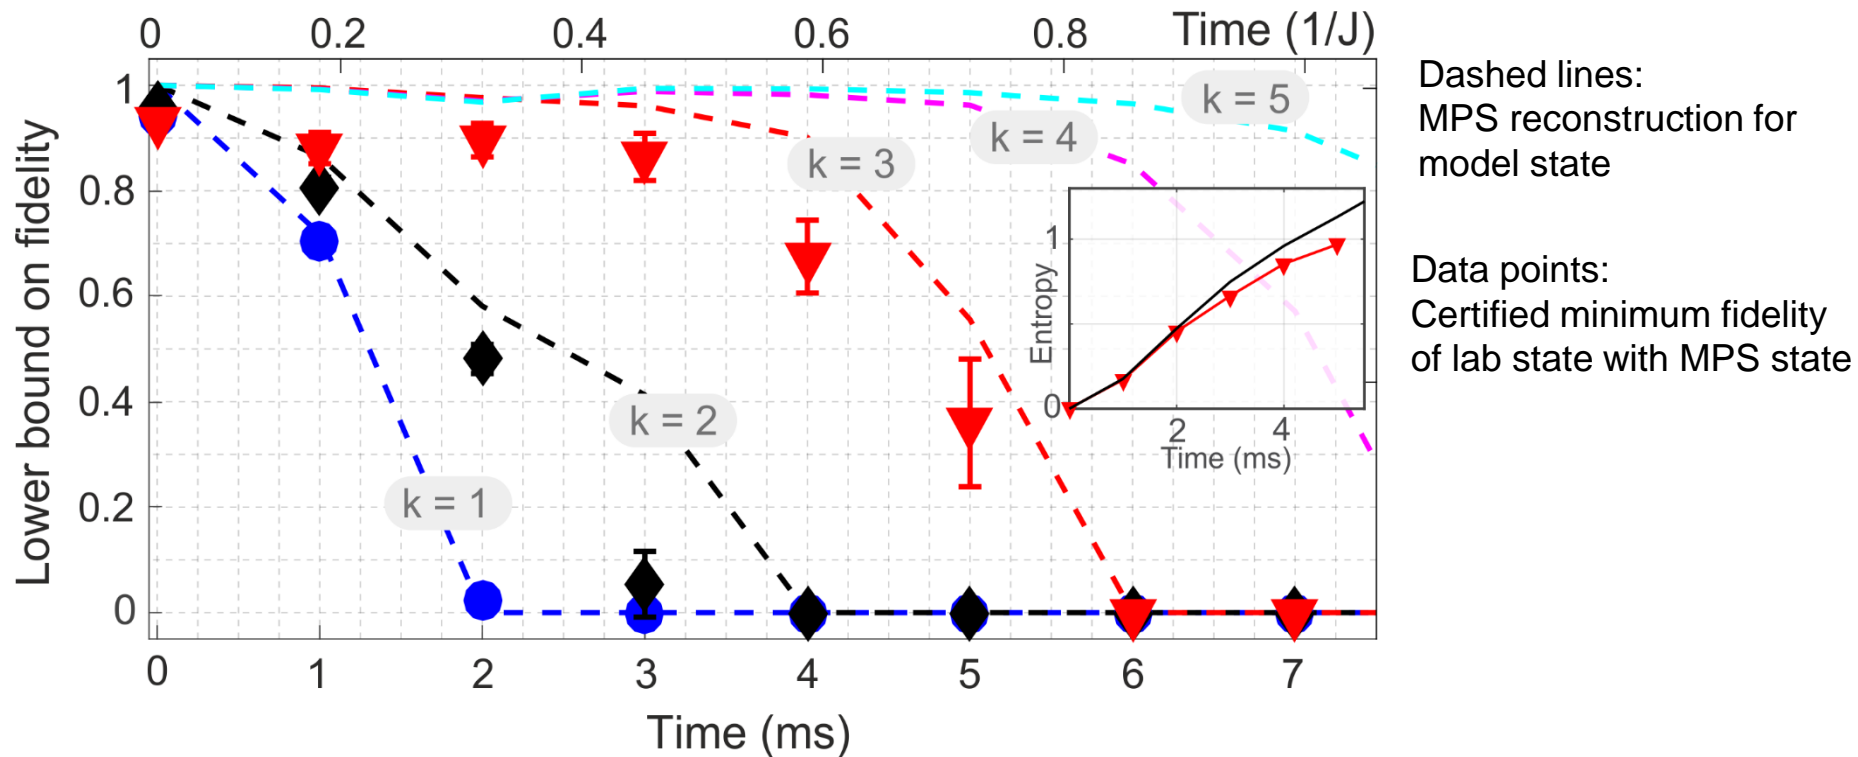 0 0.2 0.4 0.6 0.8 Time (1/J)
Lower bound on fidelity
1
0.8
0.6
0.4
0.2
0
k = 1
k = 2
k = 3
k = 4
k = 5
Entropy
1
0
2 4
Time (ms)
0 1 2 3 4 5 6 7
Time (ms)
Dashed lines:
MPS reconstruction for
model state
Data points:
Certified minimum fidelity
of lab state with MPS state